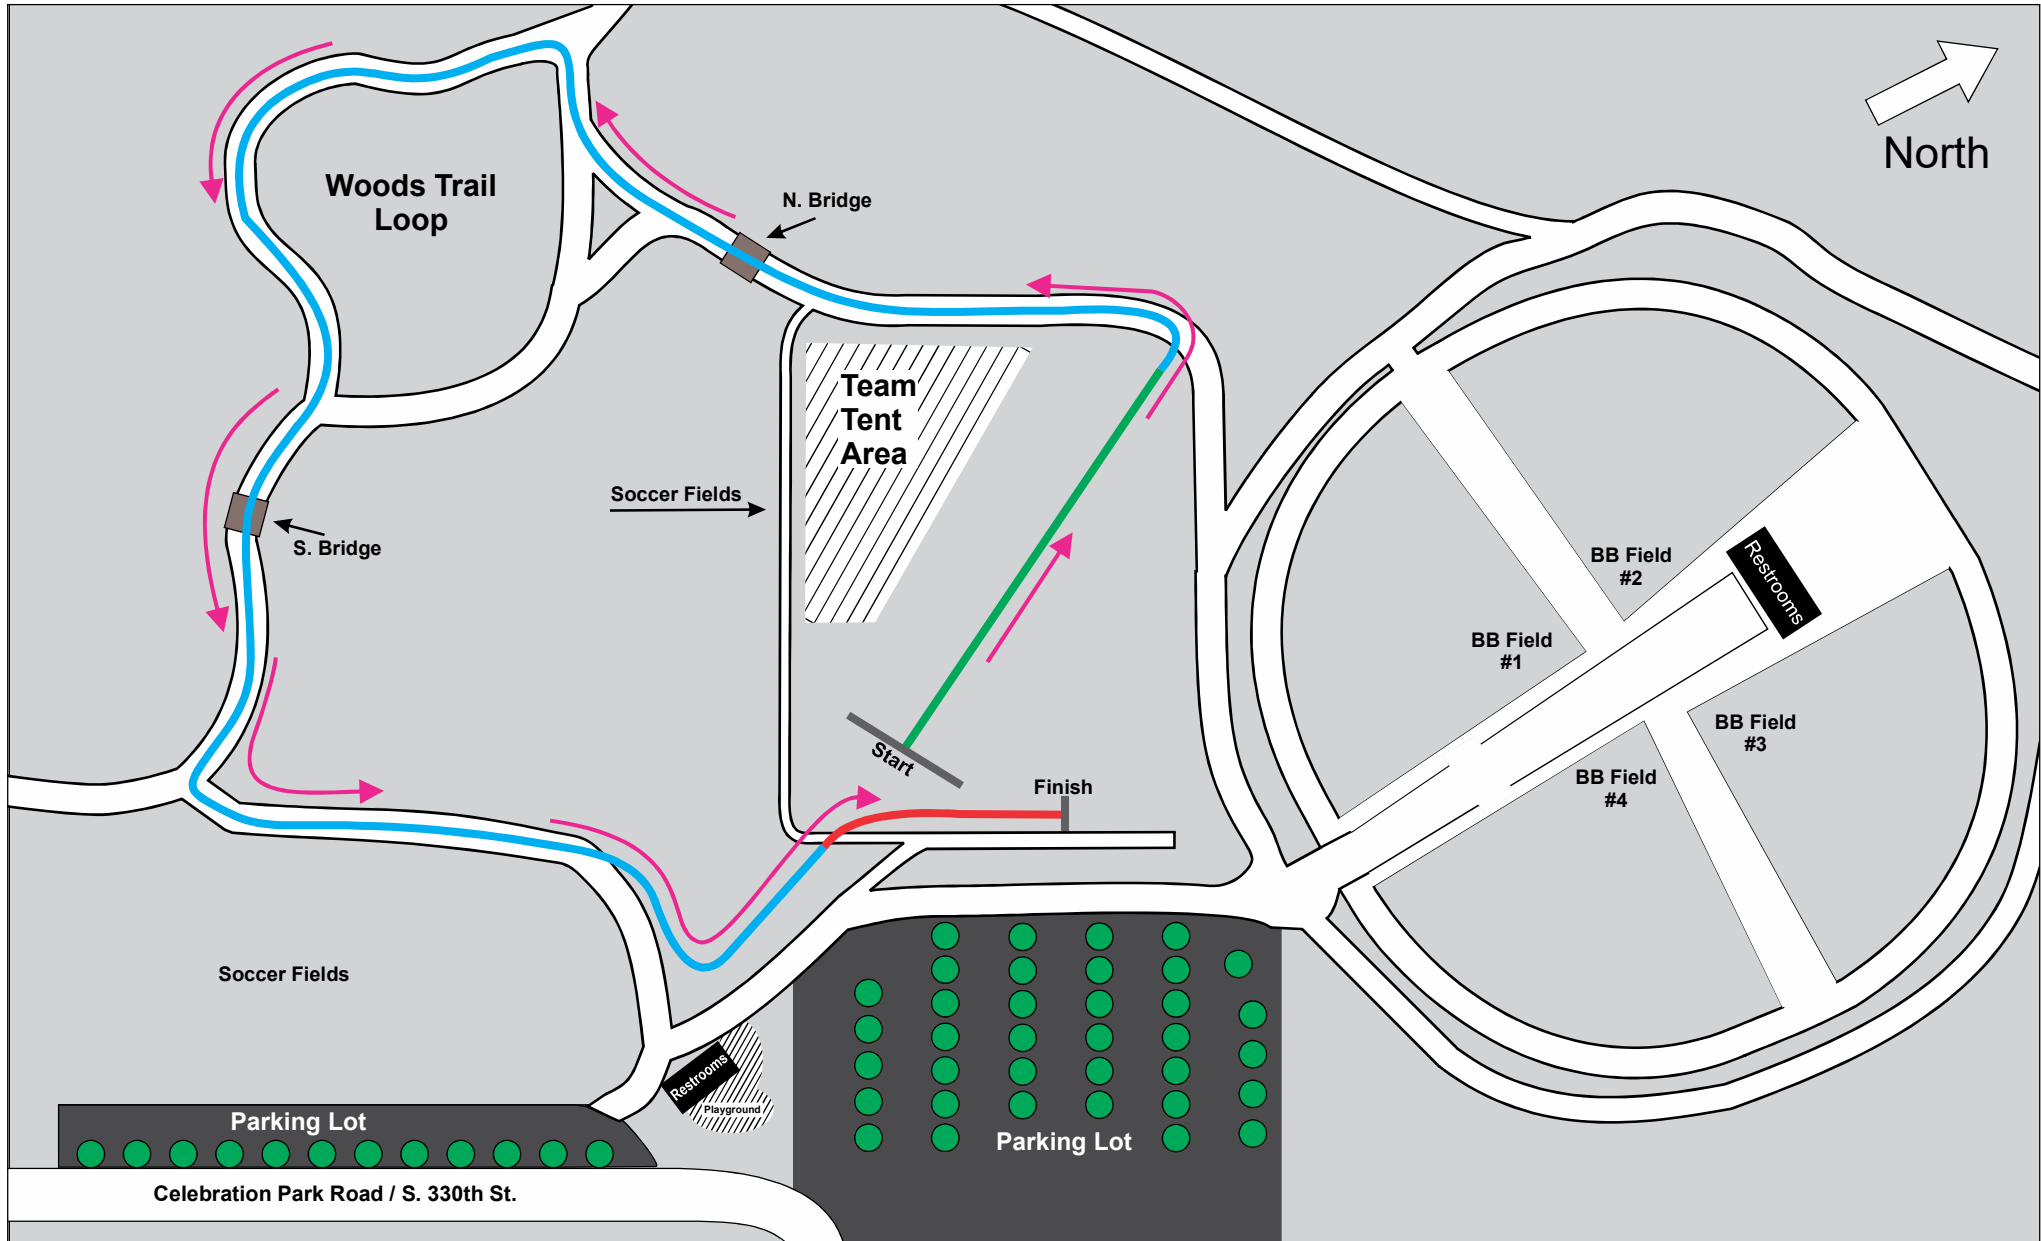 North
Woods Trail
Loop
N. Bridge
Team
Tent
Area
Soccer Fields
S. Bridge
BB Field
#2
Restrooms
BB Field
#1
BB Field
#3
BB Field
#4
Start
Finish
Soccer Fields
Restrooms
Playground
Parking Lot
Parking Lot
Celebration Park Road / S. 330th St.